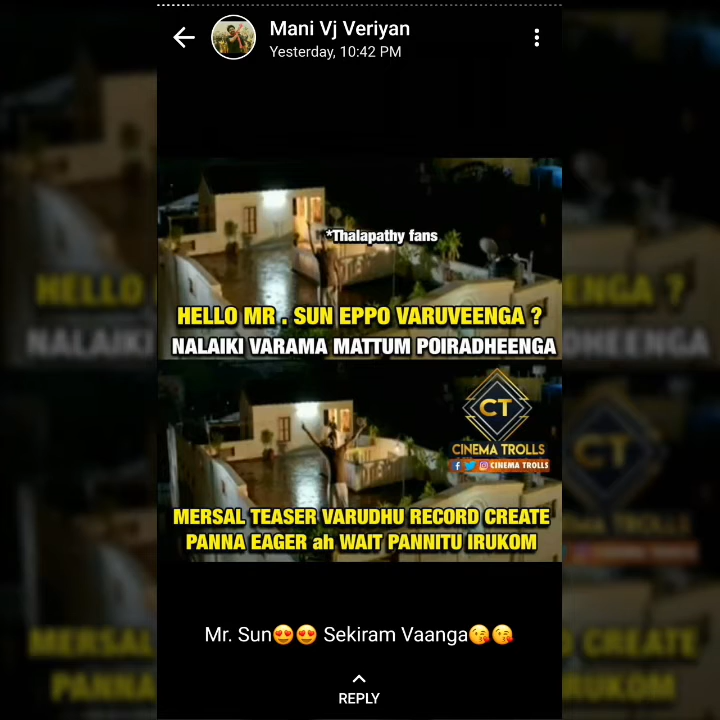 Mani Vj Veriyan
Yesterday, 10:42 PM
*Thalapathy fans
HELLO MR . SUN EPPO VARUVEENGA ?
NALAIKI VARAMA MATTUM POIRADHEENGA
CT
CINEMA TROLLS
CINEMA TROLLS
MERSAL TEASER VARUDHU RECORD CREATE
PANNA EAGER ah WAIT PANNITU IRUKOM
Mr. Sun😍😍 Sekiram Vaanga😘😘
REPLY